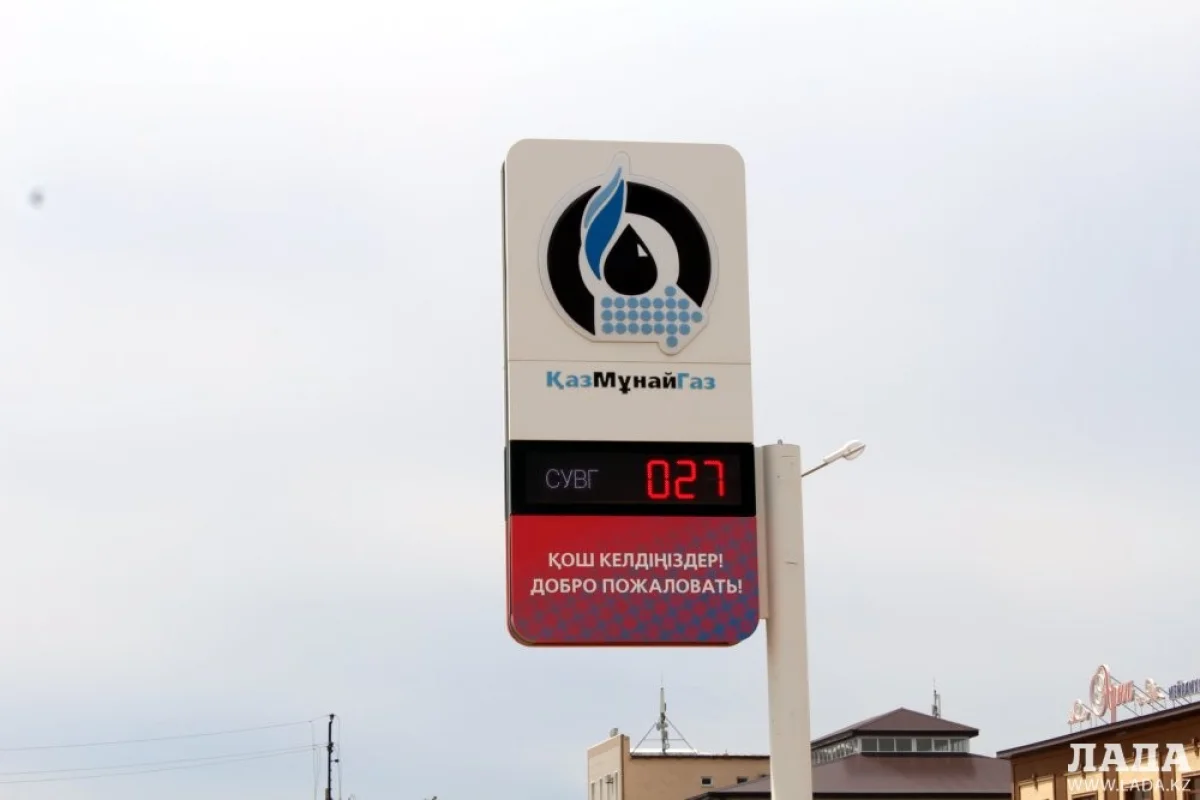 ҚазМұнайГаз
СУВГ 027
ҚОШ КЕЛДІҢІЗДЕР!
ДОБРО ПОЖАЛОВАТЬ!
ЛАДА
WWW.LADA.KZ